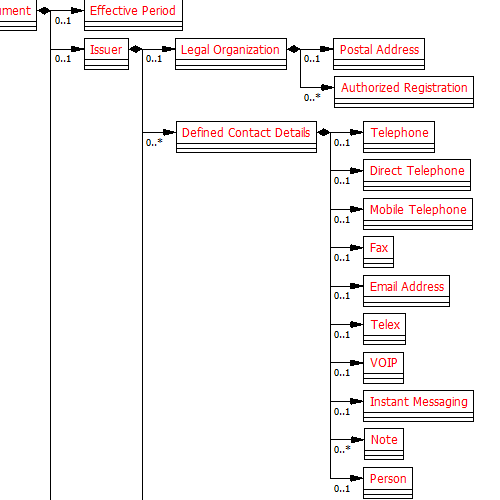 ument
0..1
Effective Period
0..1
Issuer
0..1
Legal Organization
0..1
Postal Address
0..*
Authorized Registration
0..*
Defined Contact Details
0..1
Telephone
0..1
Direct Telephone
0..1
Mobile Telephone
0..1
Fax
0..1
Email Address
0..1
Telex
0..1
VOIP
0..1
Instant Messaging
0..*
Note
0..1
Person